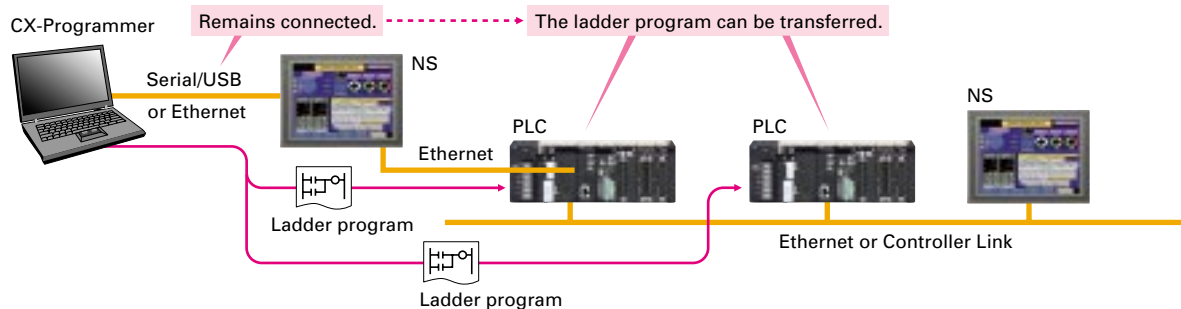 CX-Programmer
Remains connected.
The ladder program can be transferred.
NS
Serial/USB
or Ethernet
NS
PLC
PLC
Ethernet
Ladder program
Ethernet or Controller Link
Ladder program